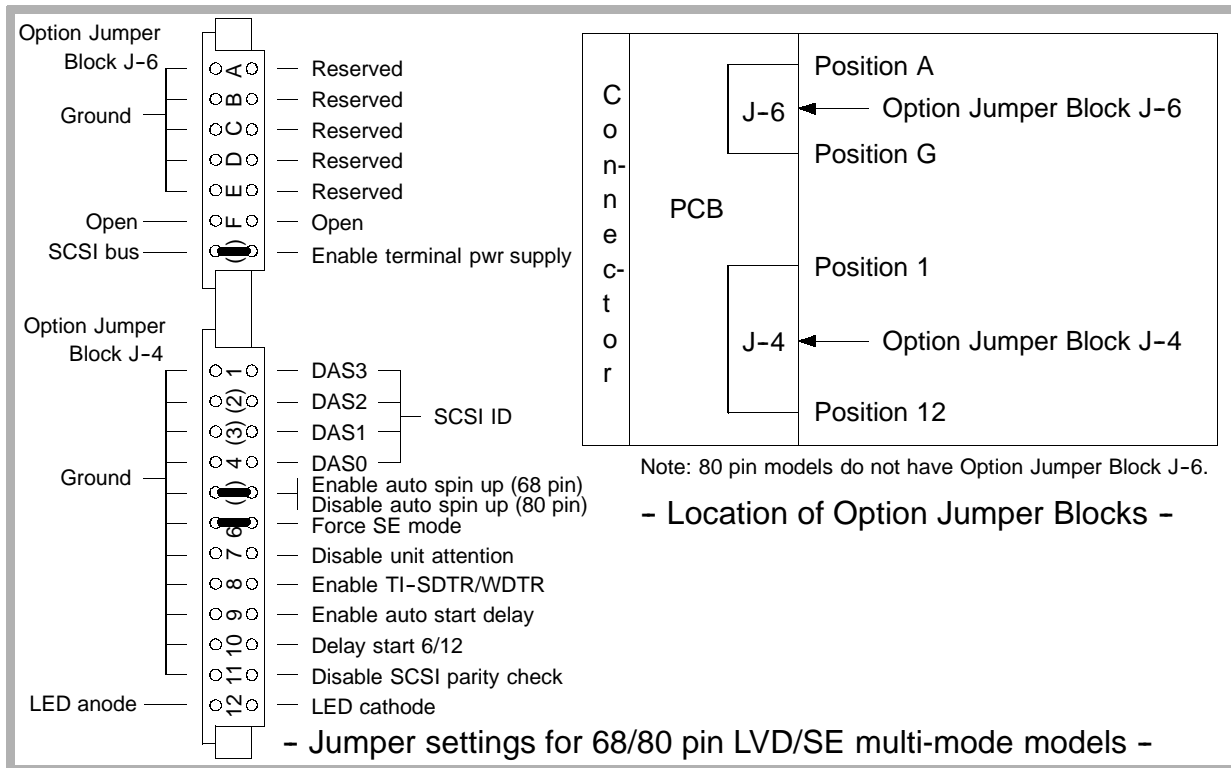 Option Jumper
Block J-6
Ground
A Reserved
B Reserved
C Reserved
D Reserved
E Reserved
Open F Open
SCSI bus ( ) Enable terminal pwr supply
Option Jumper
Block J-4
Ground
1 DAS3
(2) DAS2
(3) DAS1
4 DAS0
SCSI ID
( ) Enable auto spin up (68 pin)
Disable auto spin up (80 pin)
6 Force SE mode
7 Disable unit attention
8 Enable TI-SDTR/WDTR
9 Enable auto start delay
10 Delay start 6/12
11 Disable SCSI parity check
LED anode 12 LED cathode
- Jumper settings for 68/80 pin LVD/SE multi-mode models -
C
o
n-
n
e
c-
t
o
r
PCB
Position A
J-6 Option Jumper Block J-6
Position G
Position 1
J-4 Option Jumper Block J-4
Position 12
Note: 80 pin models do not have Option Jumper Block J-6.
- Location of Option Jumper Blocks -